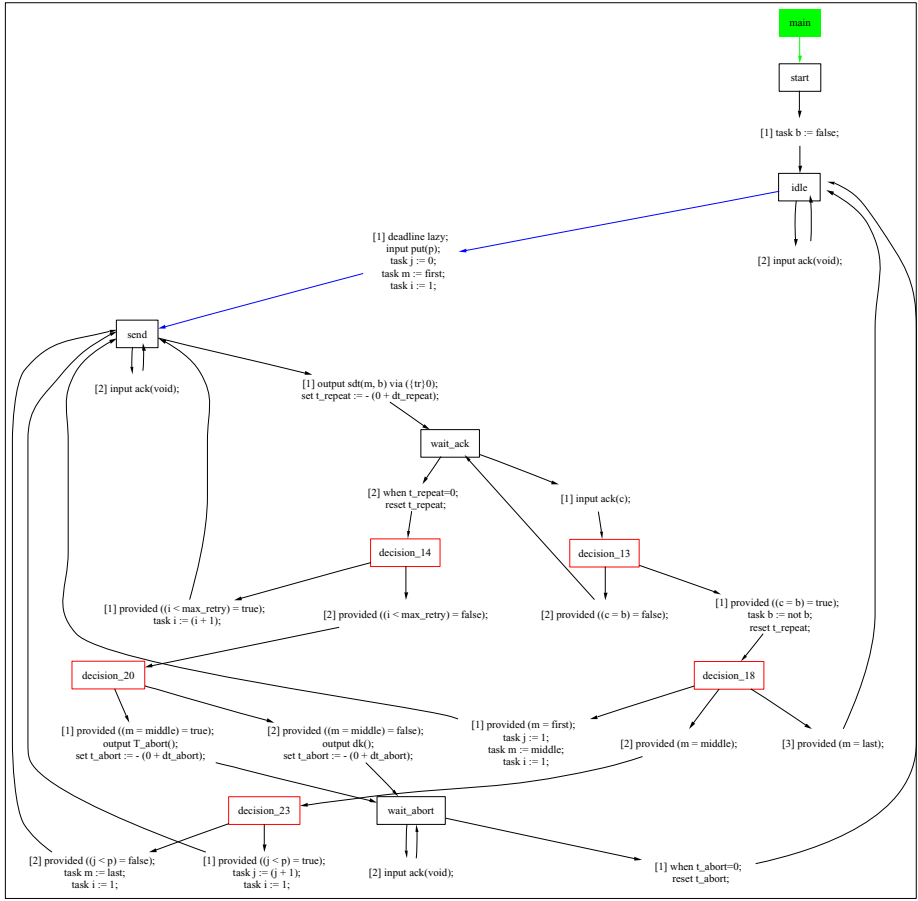 main
start
[1] task b := false;
idle
[2] input ack(void);
[1] deadline lazy;
input put(p);
task j := 0;
task m := first;
task i := 1;
send
[2] input ack(void);
[1] output sdt(m, b) via ({tr}0);
set t_repeat := - (0 + dt_repeat);
wait_ack
[2] when t_repeat=0;
reset t_repeat;
[1] input ack(c);
decision_14
decision_13
[1] provided ((i < max_retry) = true);
task i := (i + 1);
[2] provided ((i < max_retry) = false);
[2] provided ((c = b) = false);
[1] provided ((c = b) = true);
task b := not b;
reset t_repeat;
decision_20
decision_18
[1] provided ((m = middle) = true);
output T_abort();
set t_abort := - (0 + dt_abort);
[2] provided ((m = middle) = false);
output dk();
set t_abort := - (0 + dt_abort);
[1] provided (m = first);
task j := 1;
task m := middle;
task i := 1;
[2] provided (m = middle);
[3] provided (m = last);
decision_23
wait_abort
[2] provided ((j < p) = false);
task m := last;
task i := 1;
[1] provided ((j < p) = true);
task j := (j + 1);
task i := 1;
[2] input ack(void);
[1] when t_abort=0;
reset t_abort;